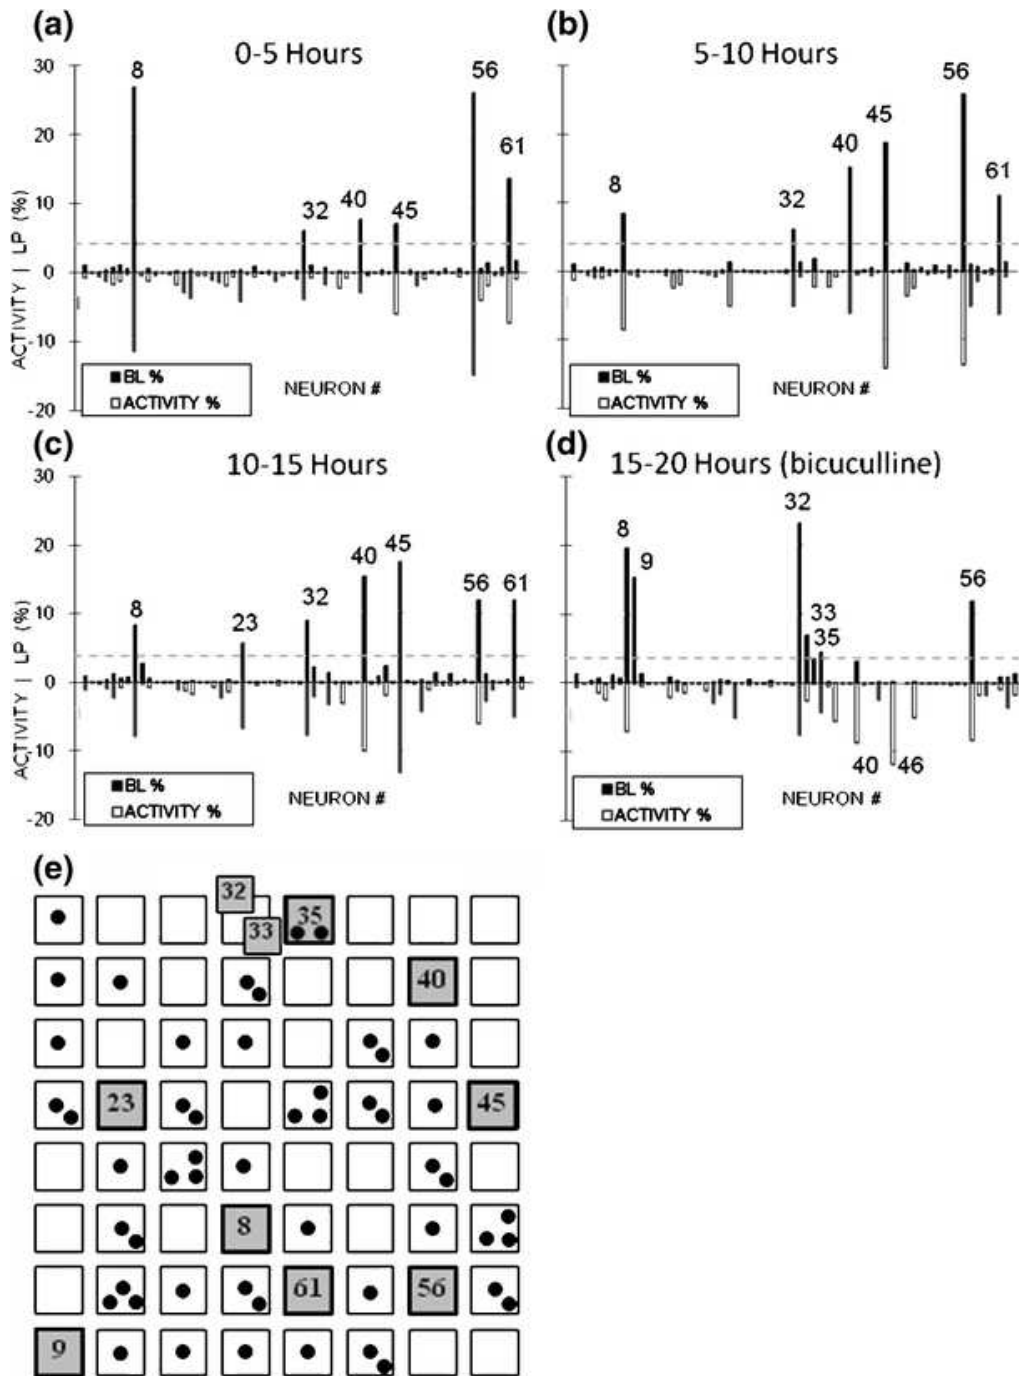 (a)
0-5 Hours
30
20
10
0
-10
-20
ACTIVITY | LP (%)
8
32
40
45
56
61
BL %
ACTIVITY %
NEURON #
(b)
5-10 Hours
8
32
40
45
56
61
BL %
ACTIVITY %
NEURON #
(c)
10-15 Hours
30
20
10
0
-10
-20
ACTIVITY | LP (%)
8
23
32
40
45
56
61
BL %
ACTIVITY %
NEURON #
(d)
15-20 Hours (bicuculline)
8
9
32
33
35
56
40 46
BL %
ACTIVITY %
NEURON #
(e)
32
33
35
40
23
45
8
61
56
9